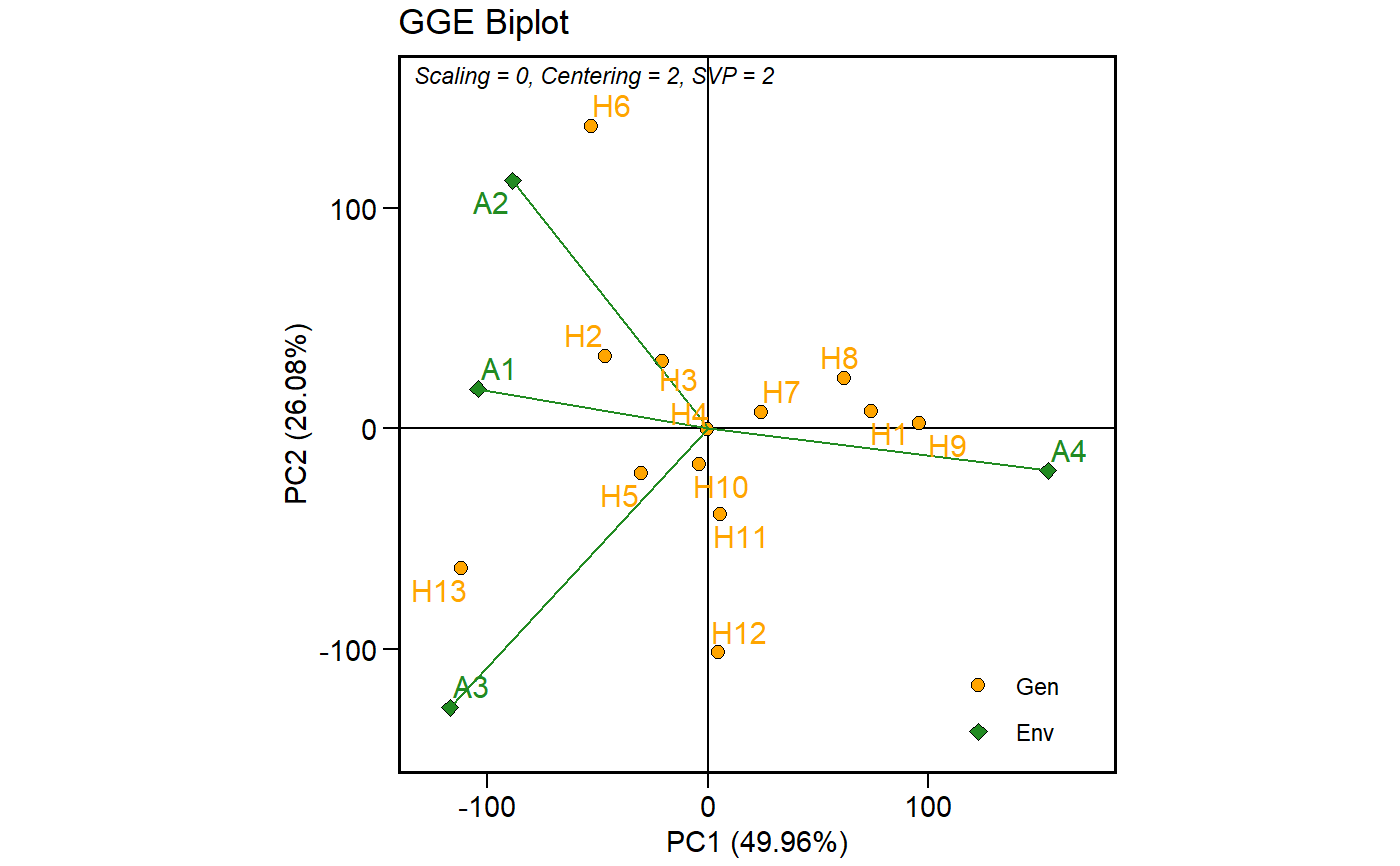 GGE Biplot
Scaling = 0, Centering = 2, SVP = 2
H6
A2
100
H2
H8
A1
H3
H7
H4
0
H1
H9
A4
PC2 (26.08%)
H5
H10
H11
H13
H12
-100
A3
Gen
Env
-100
0
100
PC1 (49.96%)